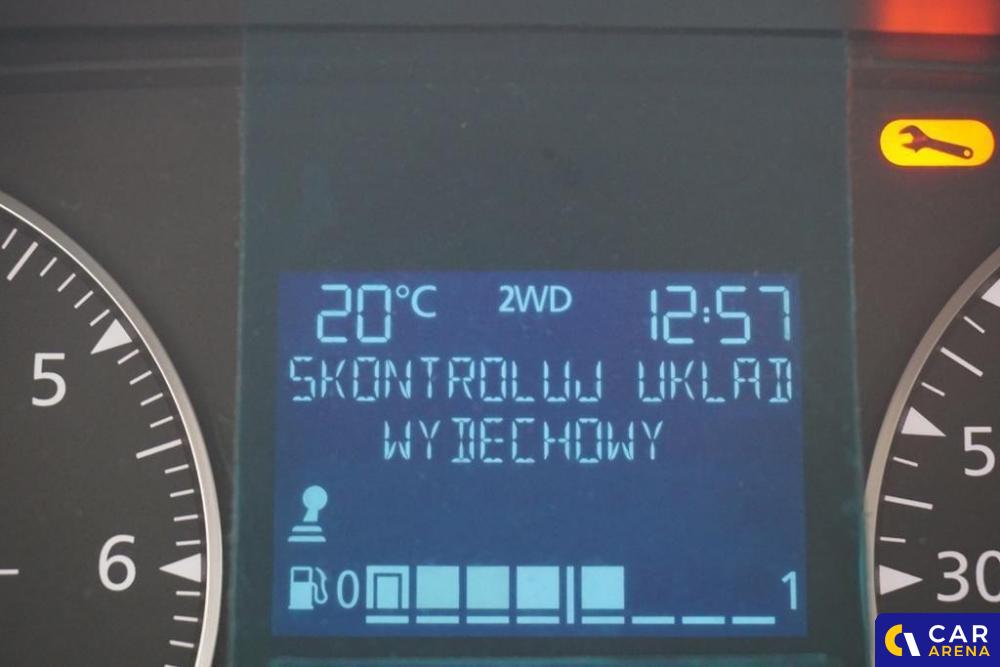 20°C 2WD 12:57
SKONTROLUJ UKLAD
WYDECHOWY
0 1
5
6
5
30
CAR
ARENA